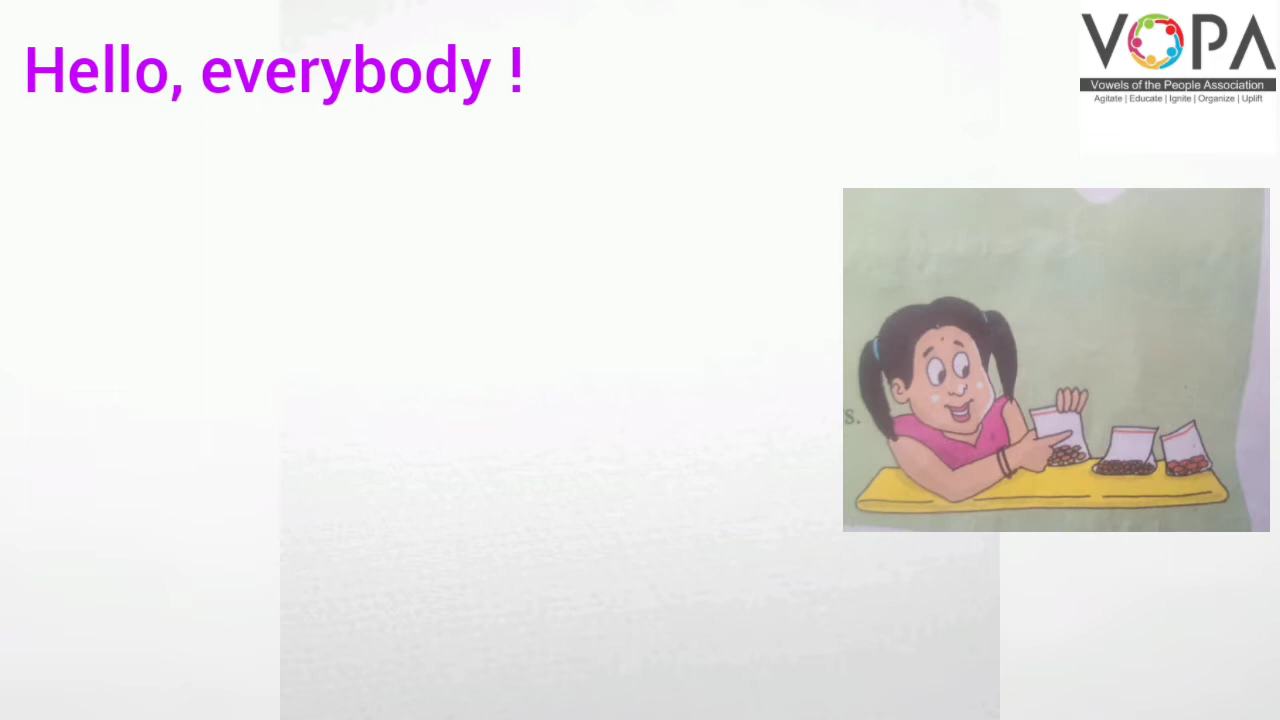 Hello, everybody !
VOPA
Vowels of the People Association
Agitate | Educate | Ignite | Organize | Uplift
s.